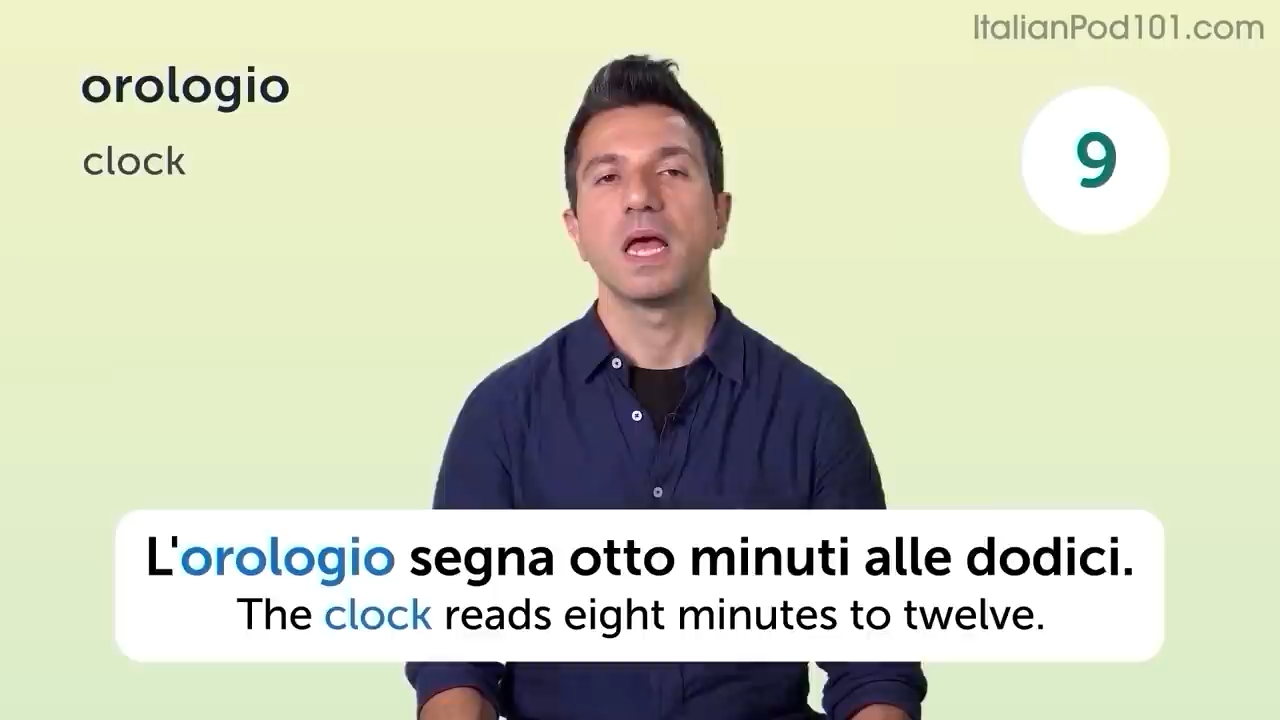 ItalianPod101.com
orologio
clock
9
L'orologio segna otto minuti alle dodici.
The clock reads eight minutes to twelve.